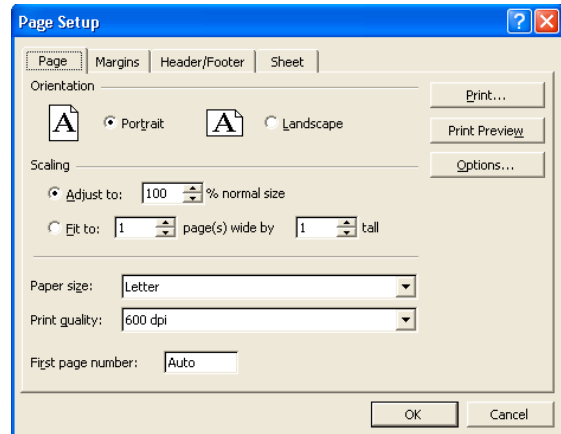 Page Setup
Page Margins Header/Footer Sheet
Orientation
Print...
A Portrait A Landscape
Print Preview
Scaling
Options...
Adjust to: 100 % normal size
Fit to: 1 page(s) wide by 1 tall
Paper size: Letter
Print quality: 600 dpi
First page number: Auto
OK Cancel